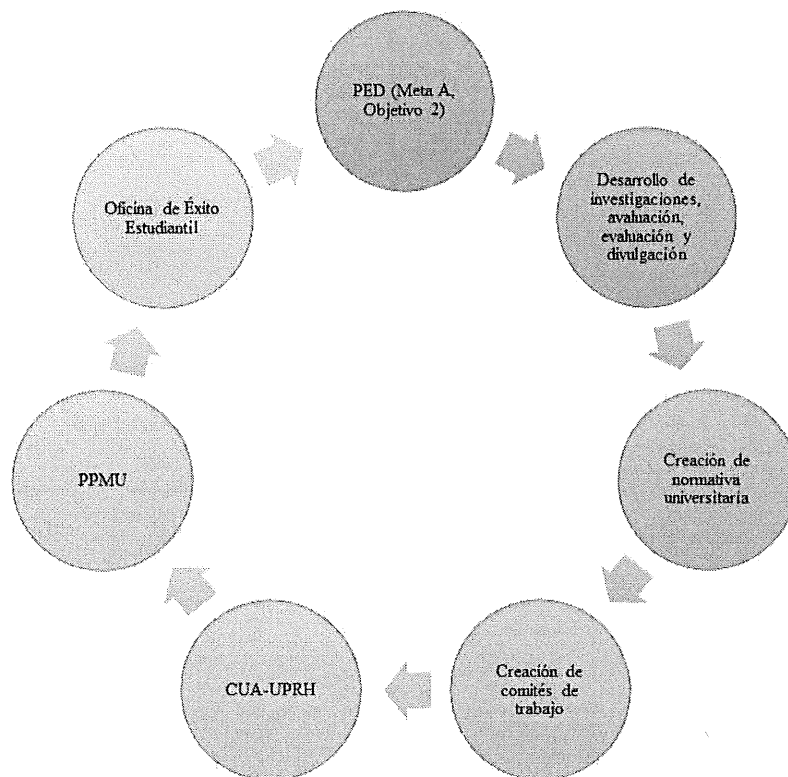 PED (Meta A,
Objetivo 2)
Desarrollo de
investigaciones,
avaluación,
evaluación y
divulgación
Creación de
normativa
universitaria
Creación de
comités de
trabajo
CUA-UPRH
PPMU
Oficina de Éxito
Estudiantil